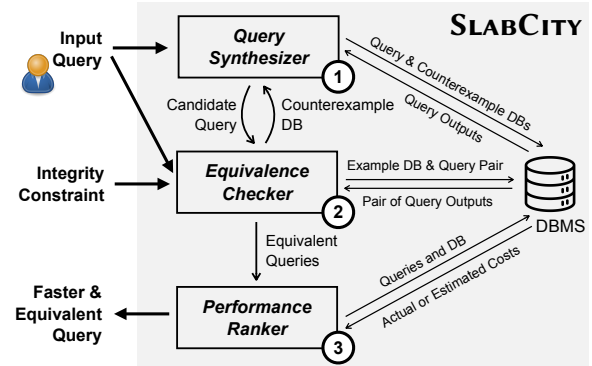 SLABCITY
Input
Query
Query
Synthesizer
1
Query & Counterexample DBs
Query Outputs
Candidate
Query
Counterexample
DB
Integrity
Constraint
Equivalence
Checker
2
Example DB & Query Pair
Pair of Query Outputs
DBMS
Equivalent
Queries
Queries and DB
Actual or Estimated Costs
Faster &
Equivalent
Query
Performance
Ranker
3